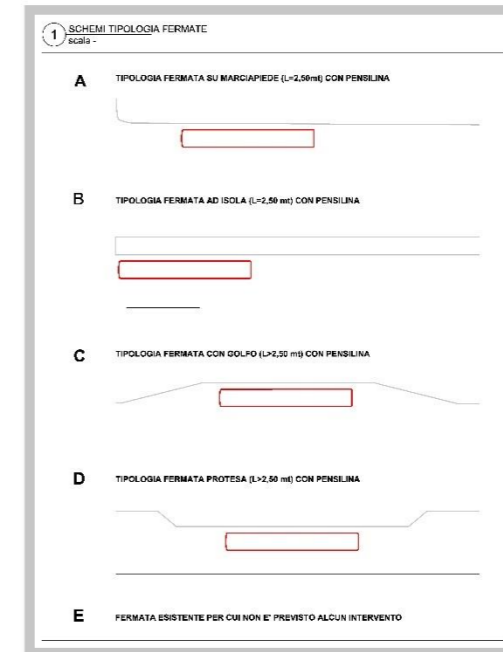 1 SCHEMI TIPOLOGIA FERMATE
scala -
A TIPOLOGIA FERMATA SU MARCIAPIEDE (L=2,50mt) CON PENSILINA
B TIPOLOGIA FERMATA AD ISOLA (L=2,50 mt) CON PENSILINA
C TIPOLOGIA FERMATA CON GOLFO (L>2,50 mt) CON PENSILINA
D TIPOLOGIA FERMATA PROTESA (L>2,50 mt) CON PENSILINA
E FERMATA ESISTENTE PER CUI NON E' PREVISTO ALCUN INTERVENTO